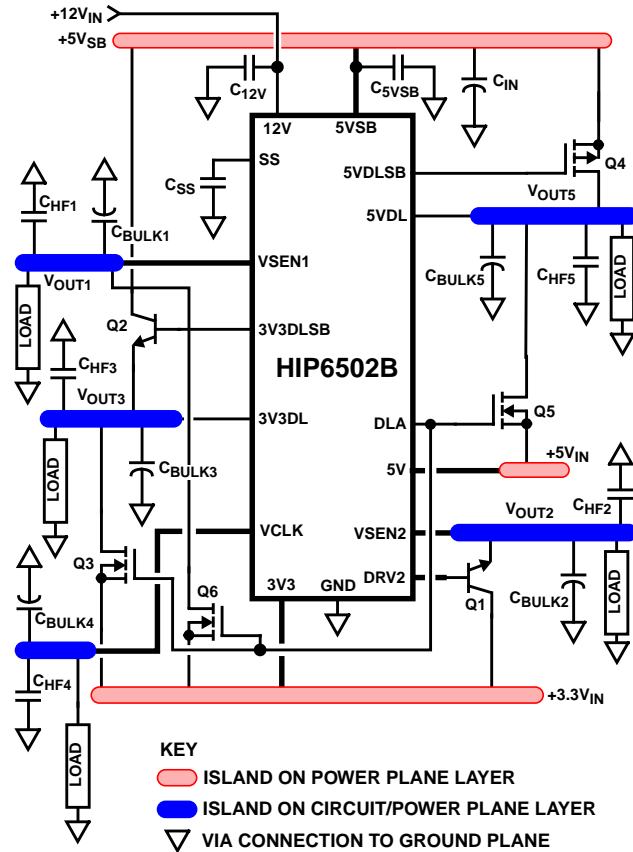 +12VIN
+5VSB
C12V
C5VSB
CIN
12V
5VSB
SS
CSS
5VDLSB
Q4
CHF1
CBULK1
VOUT5
5VDL
VSEN1
VOUT1
CBULK5
CHF5
LOAD
LOAD
Q2
3V3DLSB
HIP6502B
CHF3
VOUT3
3V3DL
DLA
Q5
+5VIN
5V
LOAD
CBULK3
CHF2
VOUT2
VCLK
VSEN2
Q3
Q6
3V3
GND
DRV2
Q1
CBULK2
LOAD
CBULK4
CHF4
+3.3VIN
LOAD
KEY
ISLAND ON POWER PLANE LAYER
ISLAND ON CIRCUIT/POWER PLANE LAYER
VIA CONNECTION TO GROUND PLANE